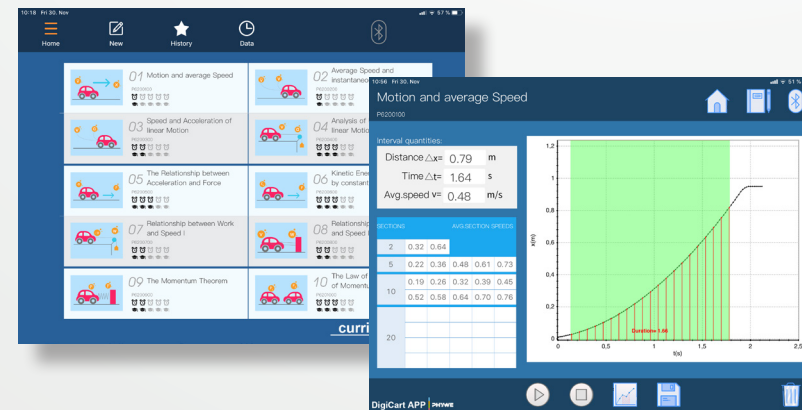 10:18 Fri 30. Nov
57 %
Home
New
History
Data
01 Motion and average Speed
P6200100
02 Average Speed and
instantaneo
03 Speed and Acceleration of
linear Motion
04 Analysis of
linear Motio
05 The Relationship between
Acceleration and Force
06 Kinetic Ene
by constant
07 Relationship between Work
and Speed I
08 Relationship
and Speed I
09 The Momentum Theorem
10 The Law of
of Momentu
curri
10:56 Fri 30. Nov
51 %
Motion and average Speed
P6200100
Interval quantities:
Distance △x= 0.79 m
Time △t= 1.64 s
Avg.speed v= 0.48 m/s
SECTIONS AVG.SECTION SPEEDS
2 0.32 0.64
5 0.22 0.36 0.48 0.61 0.73
10 0.19 0.26 0.32 0.39 0.45
0.52 0.58 0.64 0.70 0.76
20
x(m)
1,2
1
0.8
0.6
0.4
0.2
0
Duration= 1.66
0 0.5 1 1,5 2 2,5
t(s)
DigiCart APP PHYWE